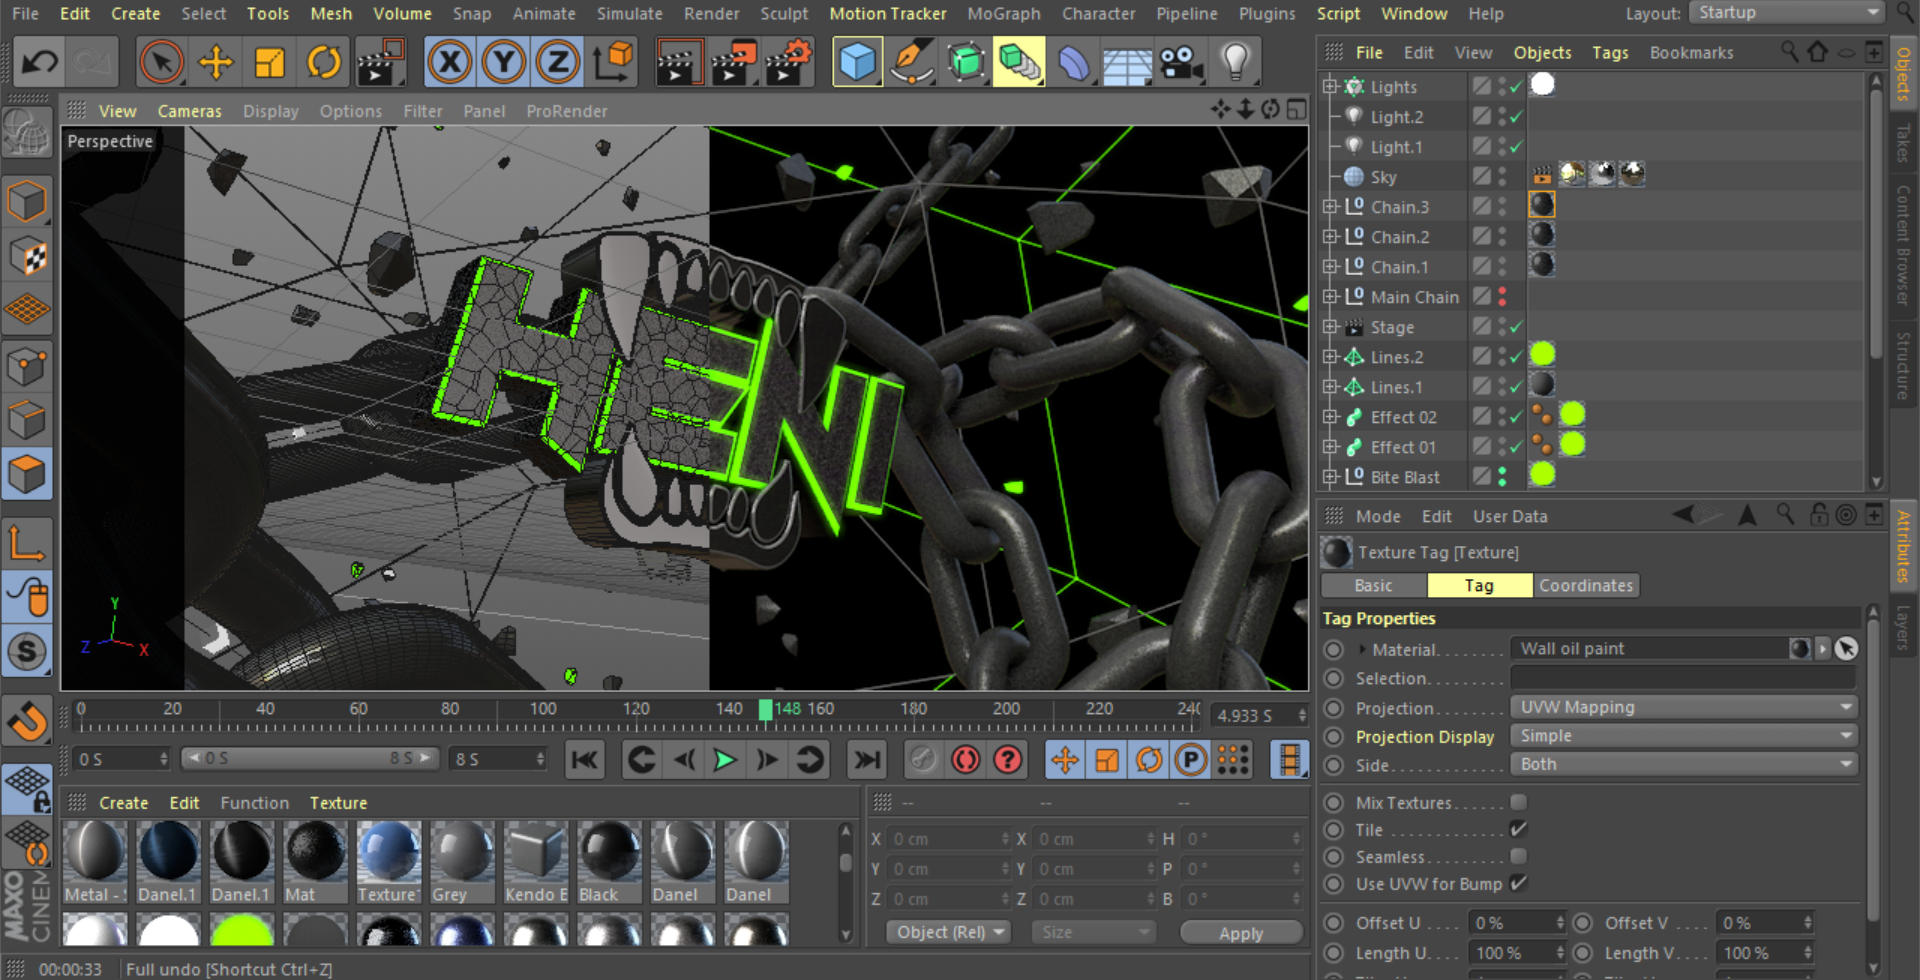 File Edit Create Select Tools Mesh Volume Snap Animate Simulate Render Sculpt Motion Tracker MoGraph Character Pipeline Plugins Script Window Help Layout: Startup
X Y Z
File Edit View Objects Tags Bookmarks
Objects
Takes
Content Browser
Structure
View Cameras Display Options Filter Panel ProRender
Perspective
HENI
Y
Z
X
Lights
Light.2
Light.1
Sky
Chain.3
Chain.2
Chain.1
Main Chain
Stage
Lines.2
Lines.1
Effect 02
Effect 01
Bite Blast
Mode Edit User Data
Attributes
Layers
Texture Tag [Texture]
Basic Tag Coordinates
Tag Properties
Material Wall oil paint
Selection
Projection UVW Mapping
Projection Display Simple
Side Both
Mix Textures
Tile
Seamless
Use UVW for Bump
Offset U 0 % Offset V 0 %
Length U 100 % Length V 100 %
S
0 20 40 60 80 100 120 140 148 160 180 200 220 240 4.933 S
0 S 0 S 8 S 8 S
P
Create Edit Function Texture
Metal - Danel.1 Danel.1 Mat Texture Grey Kendo E Black Danel Danel
-- -- --
X 0 cm X 0 cm H 0 °
Y 0 cm Y 0 cm P 0 °
Z 0 cm Z 0 cm B 0 °
Object (Rel) Size Apply
MAXO
CINEM
00:00:33 Full undo [Shortcut Ctrl+Z]